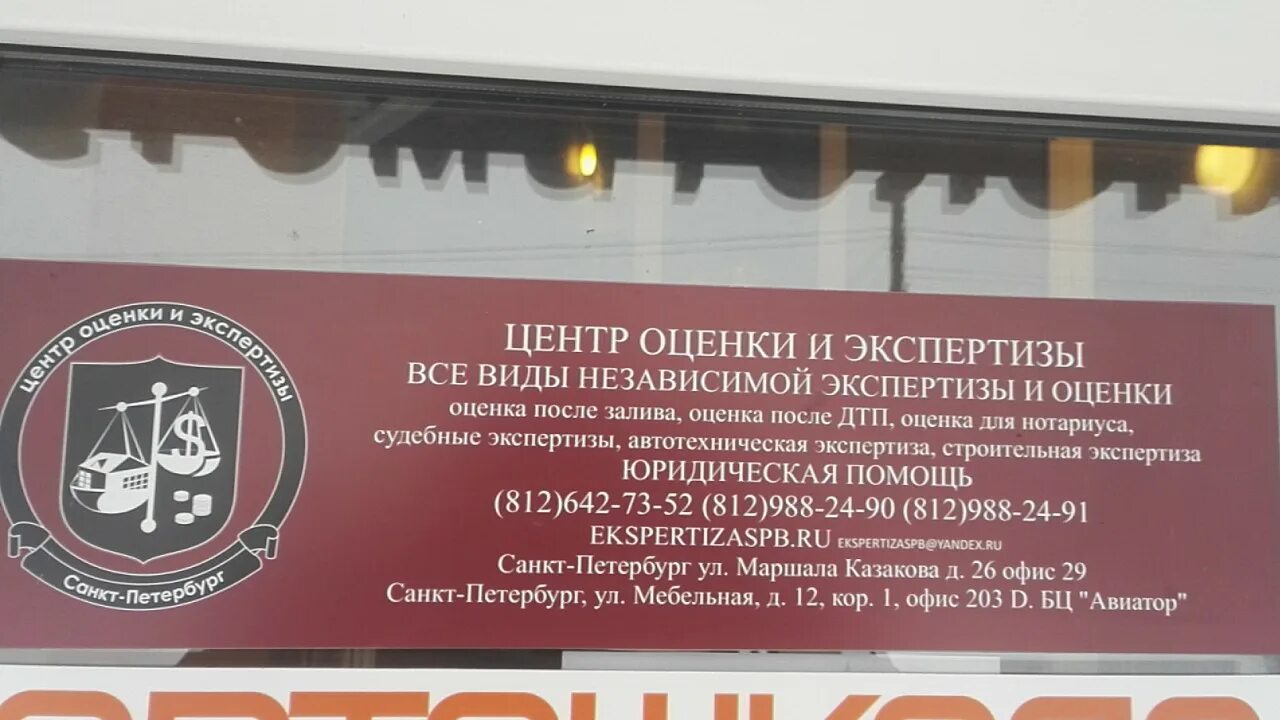 центр оценки и экспертизы
Санкт-Петербург
ЦЕНТР ОЦЕНКИ И ЭКСПЕРТИЗЫ
ВСЕ ВИДЫ НЕЗАВИСИМОЙ ЭКСПЕРТИЗЫ И ОЦЕНКИ
оценка после залива, оценка после ДТП, оценка для нотариуса,
судебные экспертизы, автотехническая экспертиза, строительная экспертиза
ЮРИДИЧЕСКАЯ ПОМОЩЬ
(812)642-73-52 (812)988-24-90 (812)988-24-91
EKSPERTIZASPB.RU EKSPERTIZASPB@YANDEX.RU
Санкт-Петербург ул. Маршала Казакова д. 26 офис 29
Санкт-Петербург, ул. Мебельная, д. 12, кор. 1, офис 203 D. БЦ "Авиатор"